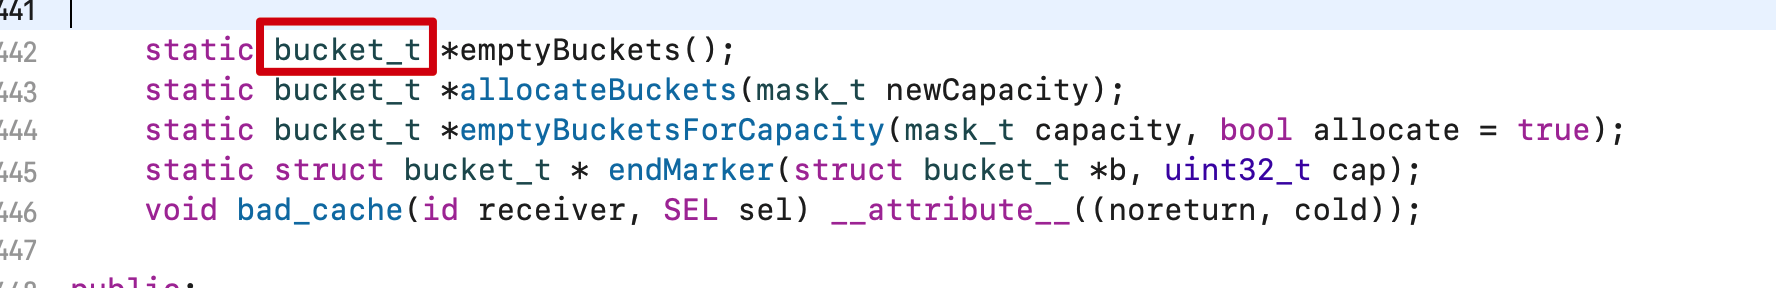 441
442 static bucket_t *emptyBuckets();
443 static bucket_t *allocateBuckets(mask_t newCapacity);
444 static bucket_t *emptyBucketsForCapacity(mask_t capacity, bool allocate = true);
445 static struct bucket_t * endMarker(struct bucket_t *b, uint32_t cap);
446 void bad_cache(id receiver, SEL sel) __attribute__((noreturn, cold));
447
448 public: